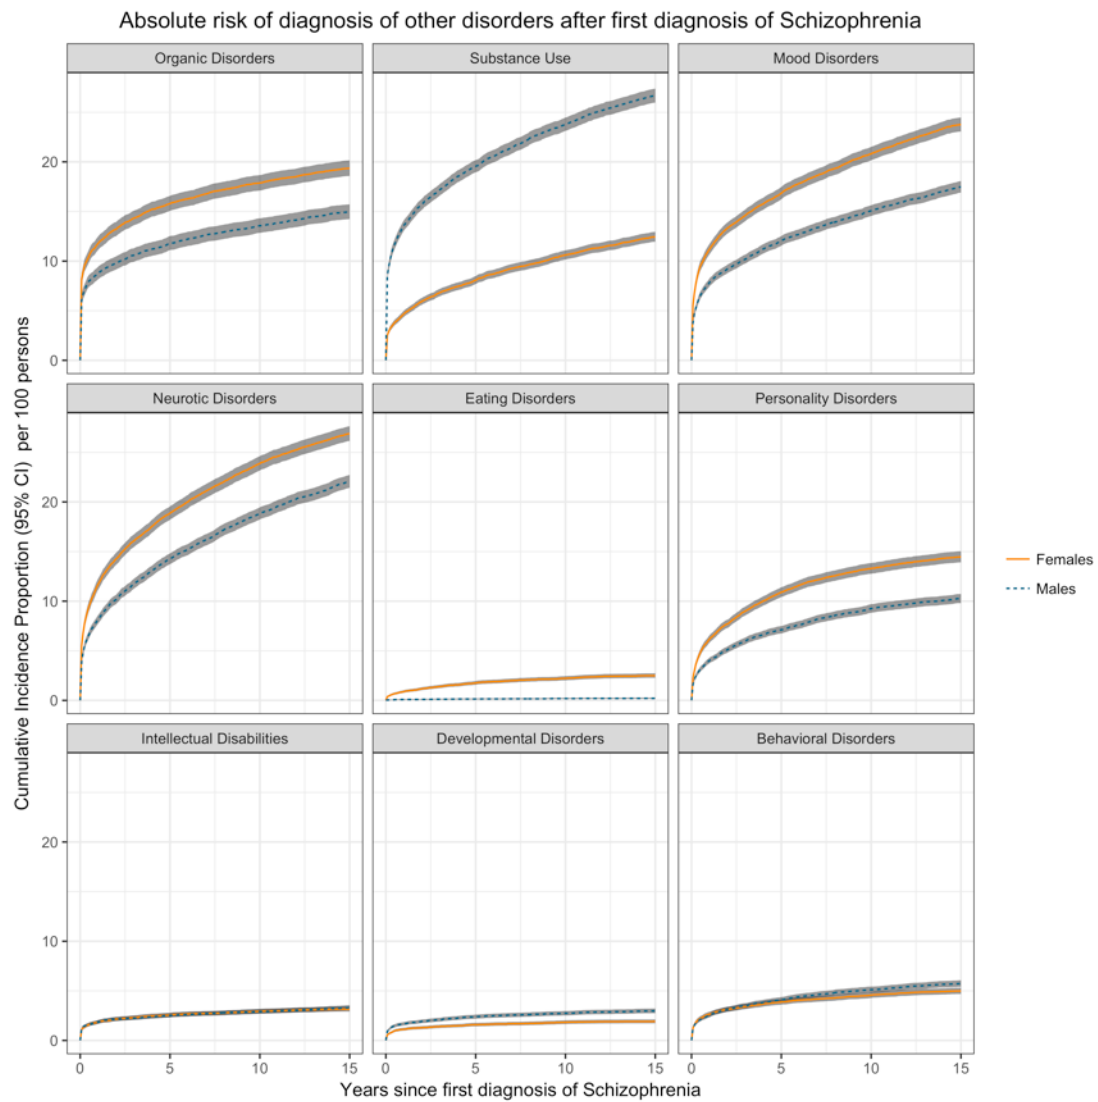 Absolute risk of diagnosis of other disorders after first diagnosis of Schizophrenia
Organic Disorders
Substance Use
Mood Disorders
20
10
0
Neurotic Disorders
Eating Disorders
Personality Disorders
20
10
0
Intellectual Disabilities
Developmental Disorders
Behavioral Disorders
20
10
0
0 5 10 15
0 5 10 15
0 5 10 15
Years since first diagnosis of Schizophrenia
Cumulative Incidence Proportion (95% CI) per 100 persons
Females
Males